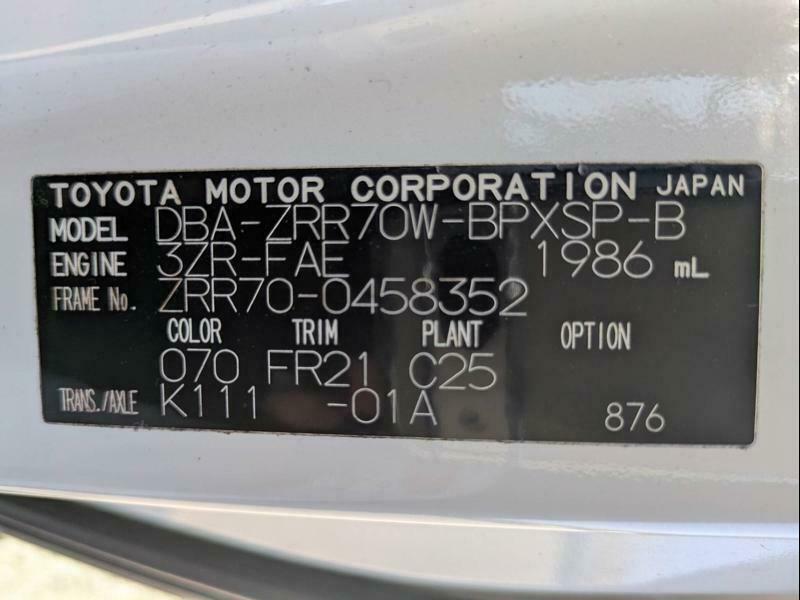 TOYOTA MOTOR CORPORATION JAPAN
MODEL DBA-ZRR70W-BPXSP-B
ENGINE 3ZR-FAE 1986 mL
FRAME No. ZRR70-0458352
COLOR TRIM PLANT OPTION
070 FR21 C25
TRANS./AXLE K111 -01A 876